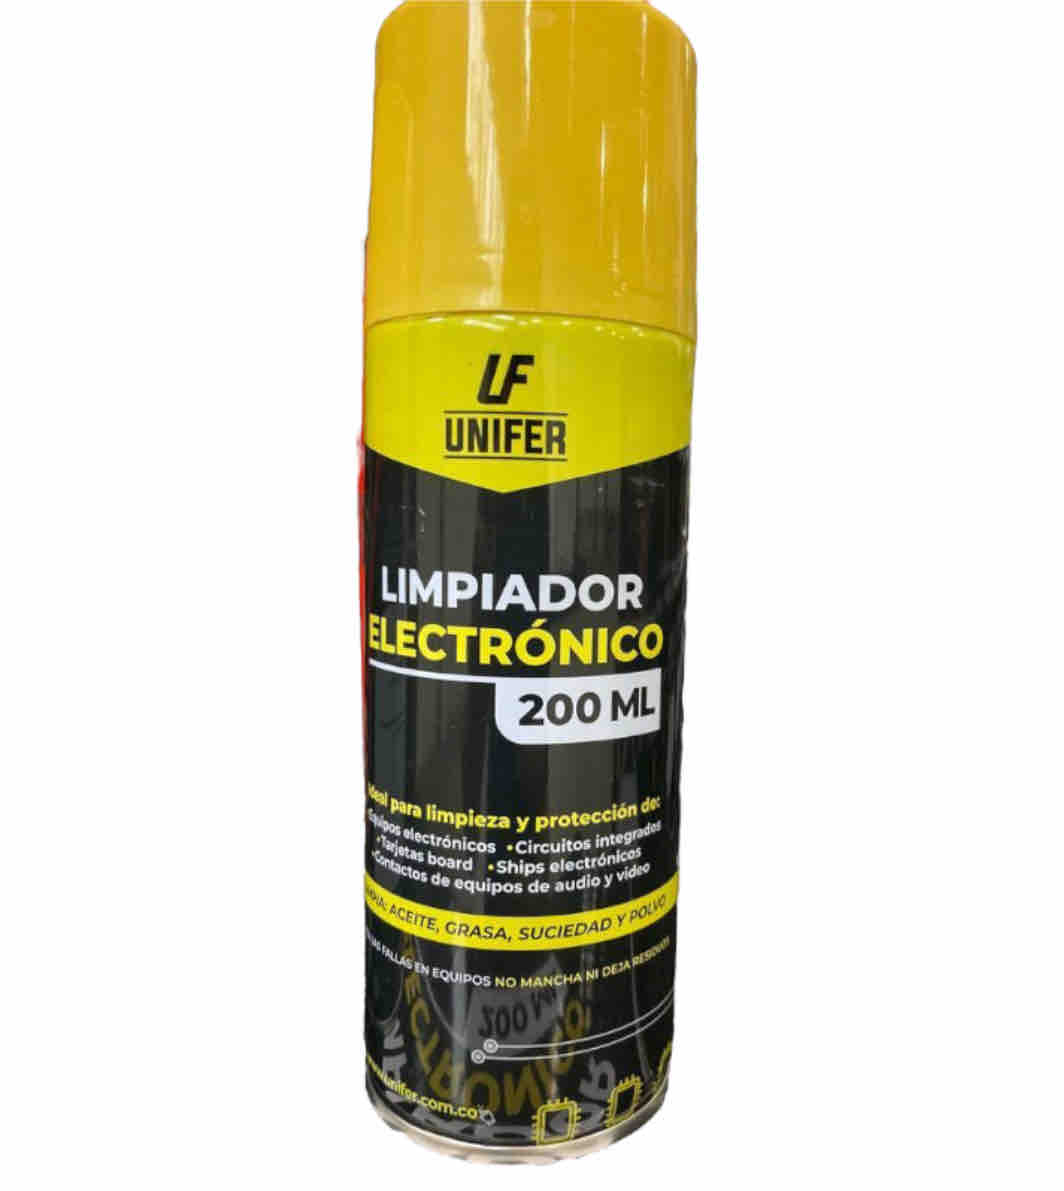 UF
UNIFER
LIMPIADOR
ELECTRÓNICO
200 ML
Ideal para limpieza y protección de:
Equipos electrónicos •Circuitos integrados
•Tarjetas board •Ships electrónicos
•Contactos de equipos de audio y video
ACEITE, GRASA, SUCIEDAD Y POLVO
FALLAS EN EQUIPOS NO MANCHA NI DEJA RESIDUOS
www.unifer.com.co